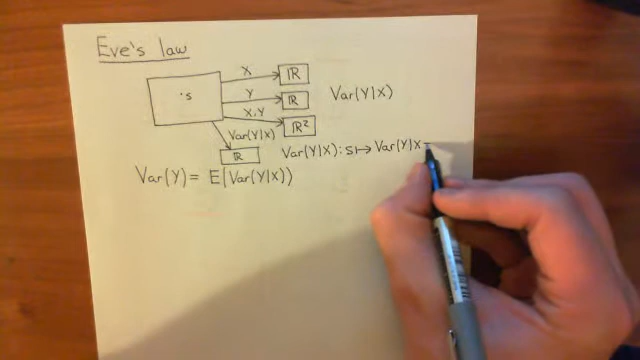 Eve's law
X
ℝ
·s
Y
ℝ
Var(Y|X)
X,Y
ℝ²
Var(Y|X)
ℝ
Var(Y|X): s ↦ Var(Y|X=
Var(Y) = E(Var(Y|X))